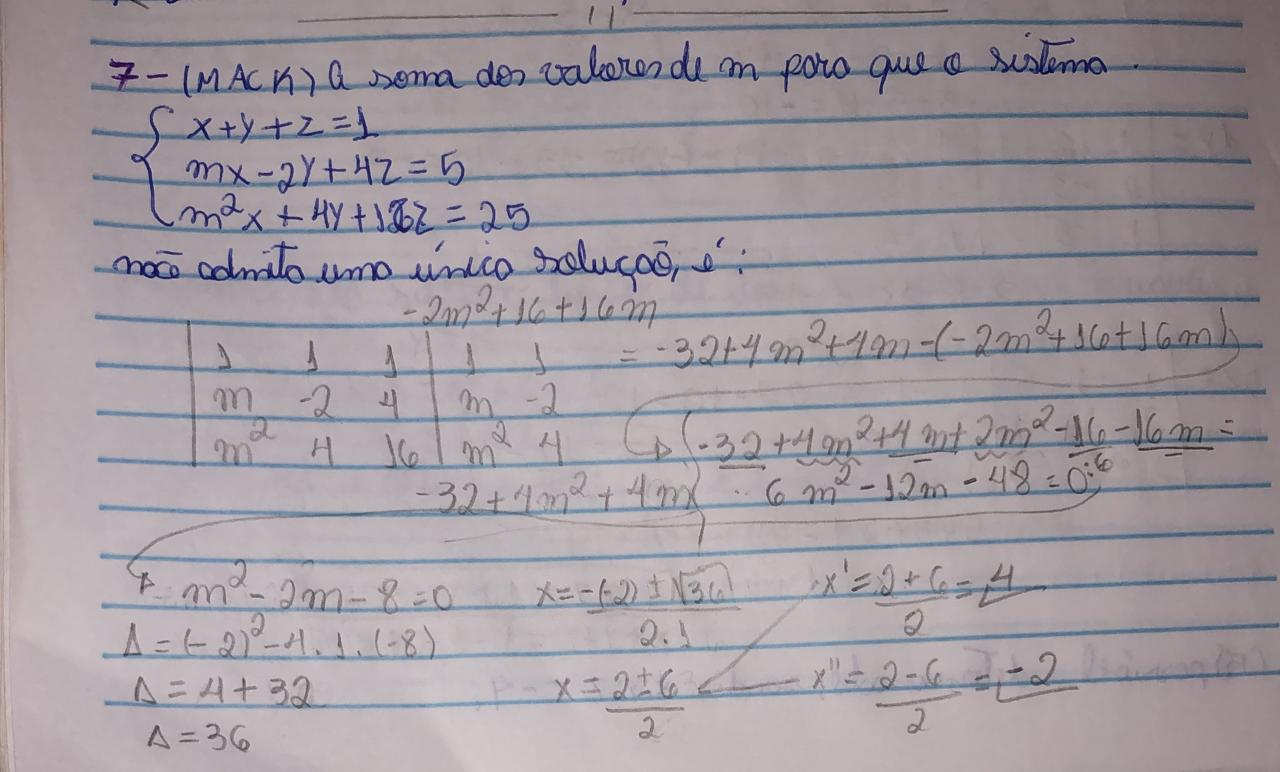 11
7-(MACK) A soma dos valores de m para que o sistema.
x+y+z=1
mx-2y+4z=5
m²x+4y+16z=25
não admita uma única solução, é:
-2m²+16+16m
1 1 1 | 1 1 = -32+4m²+4m-(-2m²+16+16m)
m -2 4 | m -2
m² 4 16 | m² 4 -32+4m²+4m+2m²-16-16m=
-32+4m²+4m 6m²-12m-48=0:6
m²-2m-8=0 x=-(-2)±√36/2.1 x'=2+6/2=4
Δ=(-2)²-4.1.(-8)
Δ=4+32 x=2±6/2 x''=2-6/2=-2
Δ=36